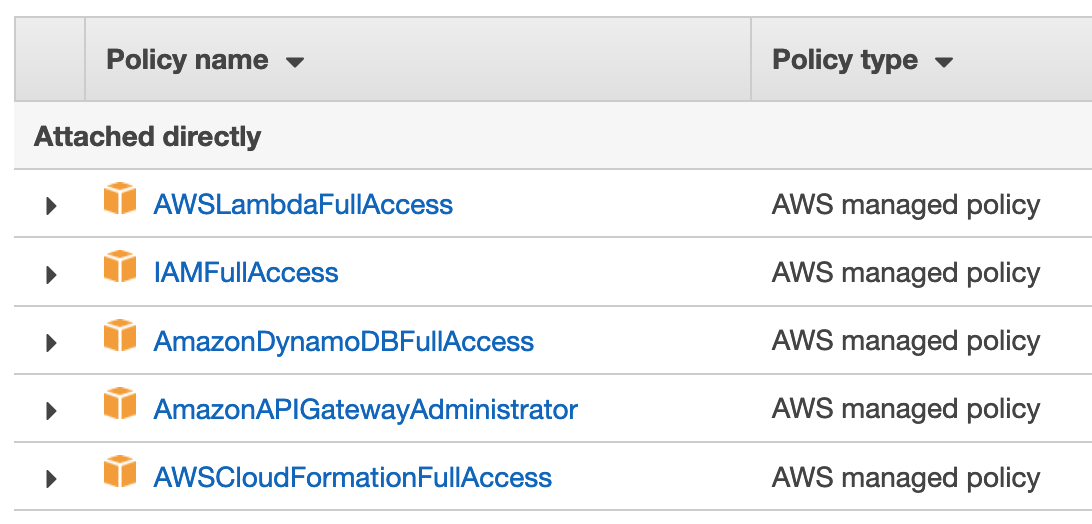 Policy name Policy type
Attached directly
AWSLambdaFullAccess AWS managed policy
IAMFullAccess AWS managed policy
AmazonDynamoDBFullAccess AWS managed policy
AmazonAPIGatewayAdministrator AWS managed policy
AWSCloudFormationFullAccess AWS managed policy